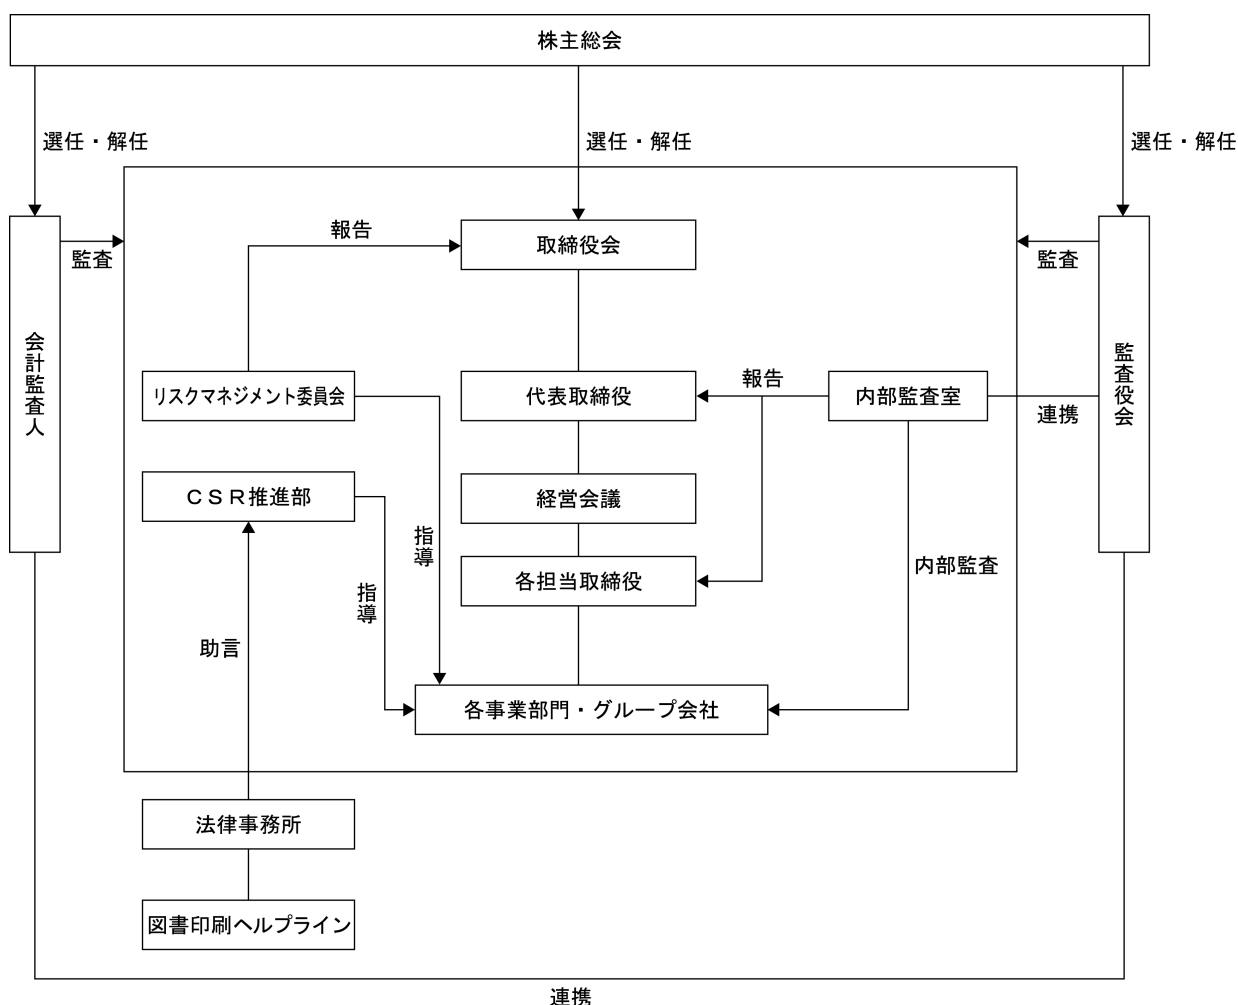 株主総会
選任・解任
選任・解任
選任・解任
報告
取締役会
監査
監査
会計監査人
監査役会
リスクマネジメント委員会
代表取締役
報告
内部監査室
連携
CSR推進部
経営会議
指導
内部監査
各担当取締役
指導
助言
各事業部門・グループ会社
法律事務所
図書印刷ヘルプライン
連携